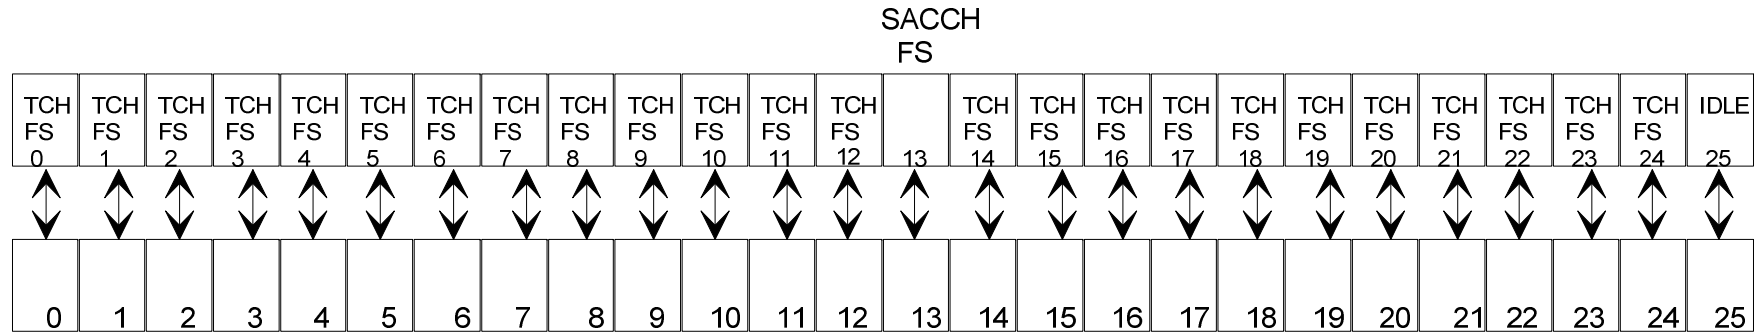 SACCH
FS
TCH TCH TCH TCH TCH TCH TCH TCH TCH TCH TCH TCH TCH TCH TCH TCH TCH TCH TCH TCH TCH TCH TCH TCH IDLE
FS FS FS FS FS FS FS FS FS FS FS FS FS FS FS FS FS FS FS FS FS FS FS FS
0 1 2 3 4 5 6 7 8 9 10 11 12 13 14 15 16 17 18 19 20 21 22 23 24 25
0 1 2 3 4 5 6 7 8 9 10 11 12 13 14 15 16 17 18 19 20 21 22 23 24 25